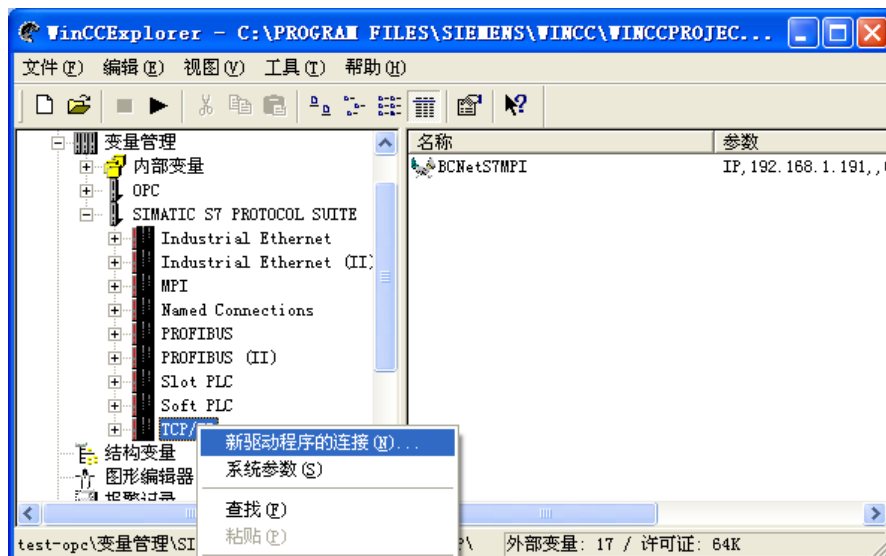 WinCCExplorer - C:\PROGRAM FILES\SIEMENS\WINCC\WINCCPROJEC...
文件(F) 编辑(E) 视图(V) 工具(T) 帮助(H)
变量管理
内部变量
OPC
SIMATIC S7 PROTOCOL SUITE
Industrial Ethernet
Industrial Ethernet (II)
MPI
Named Connections
PROFIBUS
PROFIBUS (II)
Slot PLC
Soft PLC
TCP/
结构变量
图形编辑器
报警记录
名称 参数
BCNetS7MPI IP,192.168.1.191,,
新驱动程序的连接(N)...
系统参数(S)
查找(F)
粘贴(P)
test-opc\变量管理\SI P\ 外部变量: 17 / 许可证: 64K